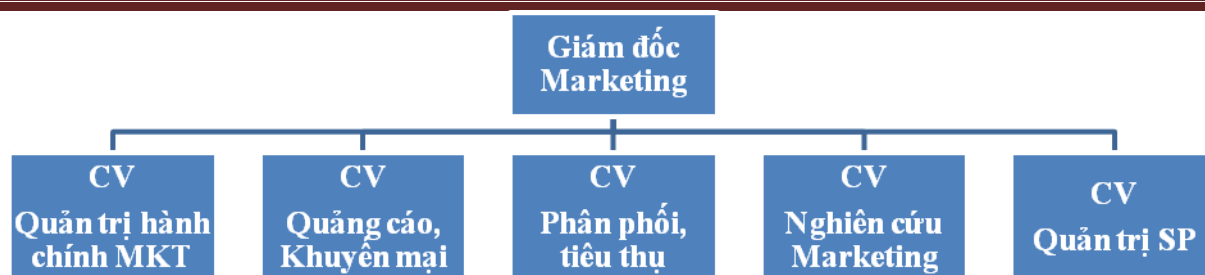 Giám đốc
Marketing
CV
Quản trị hành
chính MKT
CV
Quảng cáo,
Khuyến mại
CV
Phân phối,
tiêu thụ
CV
Nghiên cứu
Marketing
CV
Quản trị SP